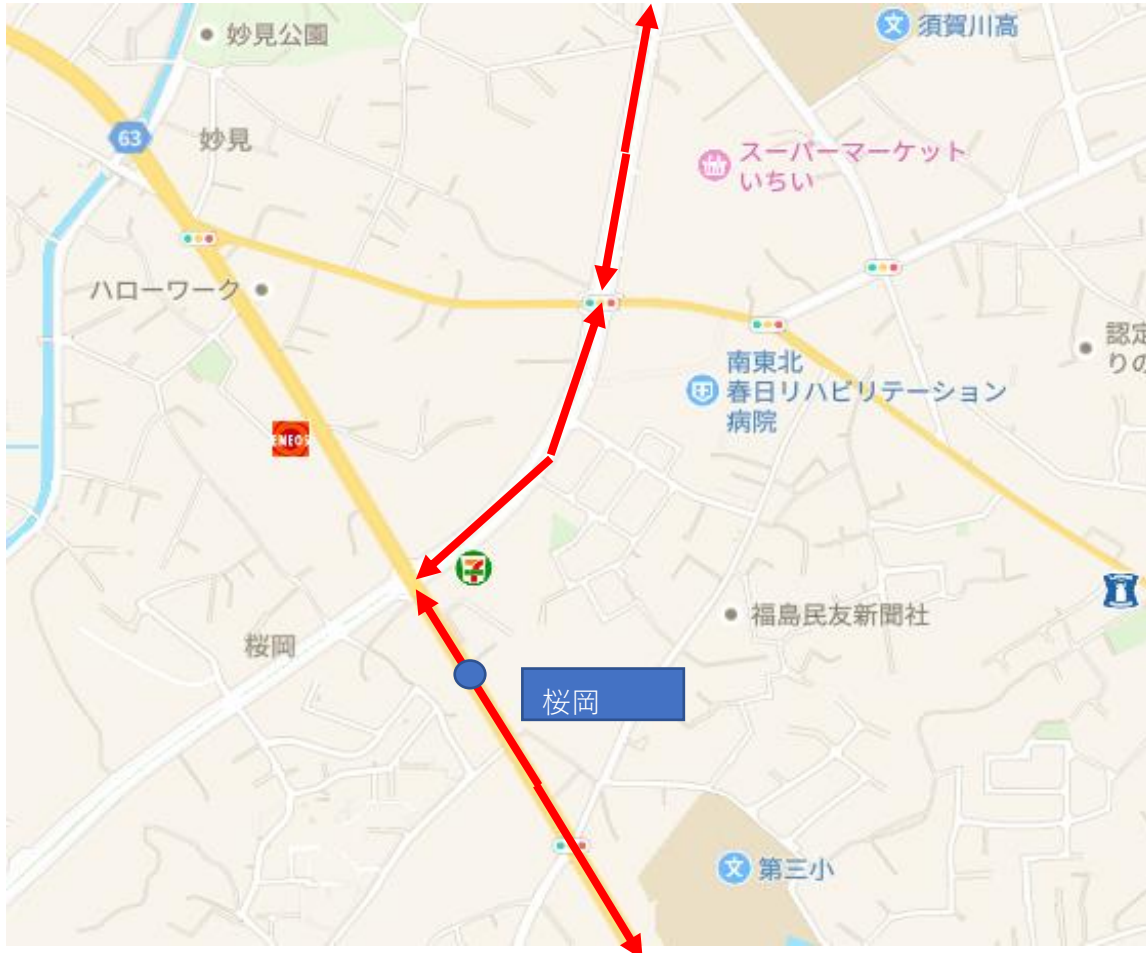 妙見公園
須賀川高
63
妙見
スーパーマーケット
いちい
ハローワーク
認定
りの
南東北
春日リハビリテーション
病院
ENEOS
7
福島民友新聞社
桜岡
桜岡
文
第三小